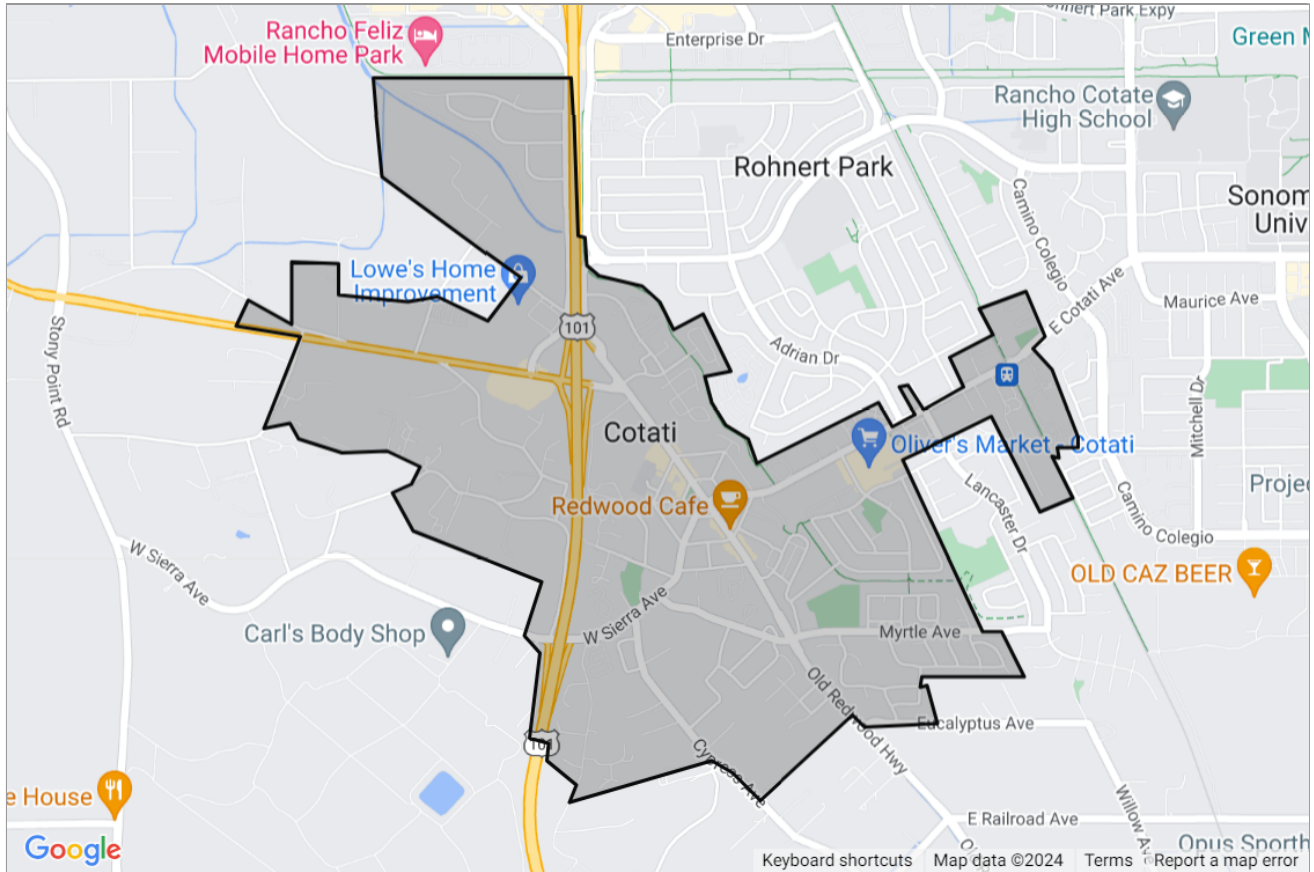 Rancho Feliz
Mobile Home Park
Enterprise Dr
hnert Park Expy
Green M
Rancho Cotate
High School
Rohnert Park
Sonom
Univ
Camino Colegio
Lowe's Home
Improvement
101
E Cotati Ave
Maurice Ave
Stony Point Rd
Adrian Dr
Mitchell Dr
Cotati
Oliver's Market - Cotati
Redwood Cafe
Lancaster Dr
Projec
Camino Colegio
W Sierra Ave
OLD CAZ BEER
W Sierra Ave
Carl's Body Shop
Myrtle Ave
Old Redwood Hwy
Eucalyptus Ave
101
Cypress Ave
e House
Willow Ave
E Railroad Ave
Opus Sporth
Google
Keyboard shortcuts
Map data ©2024
Terms
Report a map error